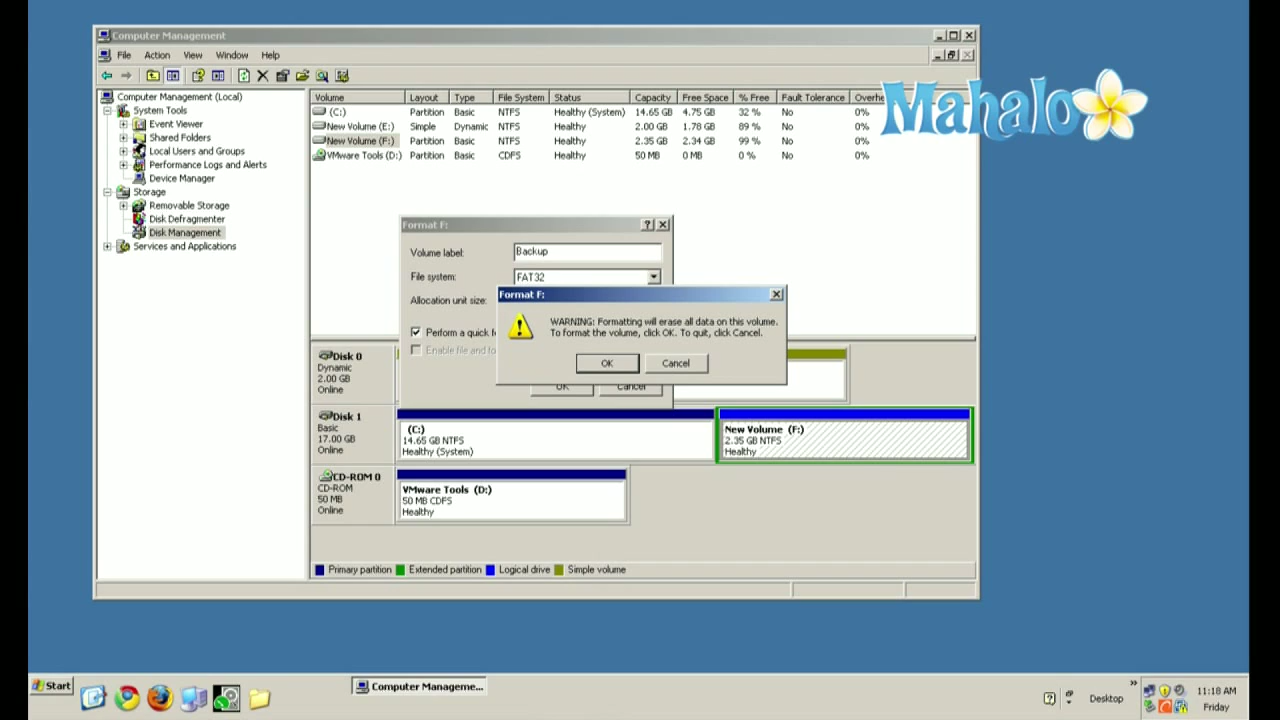 Computer Management
File Action View Window Help
Mahalo
Computer Management (Local)
System Tools
Event Viewer
Shared Folders
Local Users and Groups
Performance Logs and Alerts
Device Manager
Storage
Removable Storage
Disk Defragmenter
Disk Management
Services and Applications
Volume Layout Type File System Status Capacity Free Space % Free Fault Tolerance Overhe
(C:) Partition Basic NTFS Healthy (System) 14.65 GB 4.75 GB 32 % No 0%
New Volume (E:) Simple Dynamic NTFS Healthy 2.00 GB 1.78 GB 89 % No 0%
New Volume (F:) Partition Basic NTFS Healthy 2.35 GB 2.34 GB 99 % No 0%
VMware Tools (D:) Partition Basic CDFS Healthy 50 MB 0 MB 0 % No 0%
Format F:
Volume label: Backup
File system: FAT32
Allocation unit size:
Perform a quick f
Enable file and fo
OK Cancel
Format F:
WARNING: Formatting will erase all data on this volume.
To format the volume, click OK. To quit, click Cancel.
OK Cancel
Disk 0
Dynamic
2.00 GB
Online
Disk 1
Basic
17.00 GB
Online
(C:)
14.65 GB NTFS
Healthy (System)
New Volume (F:)
2.35 GB NTFS
Healthy
CD-ROM 0
CD-ROM
50 MB
Online
VMware Tools (D:)
50 MB CDFS
Healthy
Primary partition Extended partition Logical drive Simple volume
Start
Computer Manageme...
Desktop
11:18 AM
Friday